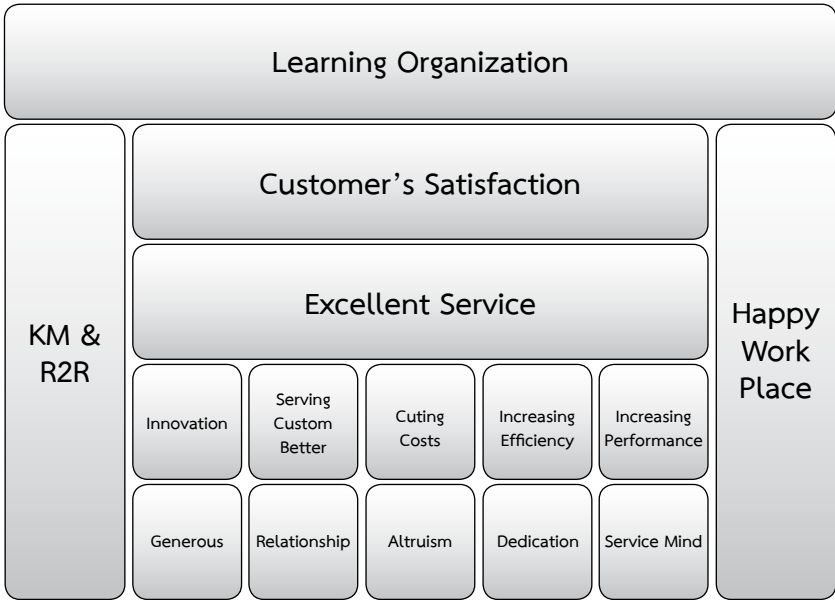 Learning Organization
KM &
R2R
Customer's Satisfaction
Excellent Service
Innovation
Serving
Custom
Better
Cuting
Costs
Increasing
Efficiency
Increasing
Performance
Generous
Relationship
Altruism
Dedication
Service Mind
Happy
Work
Place